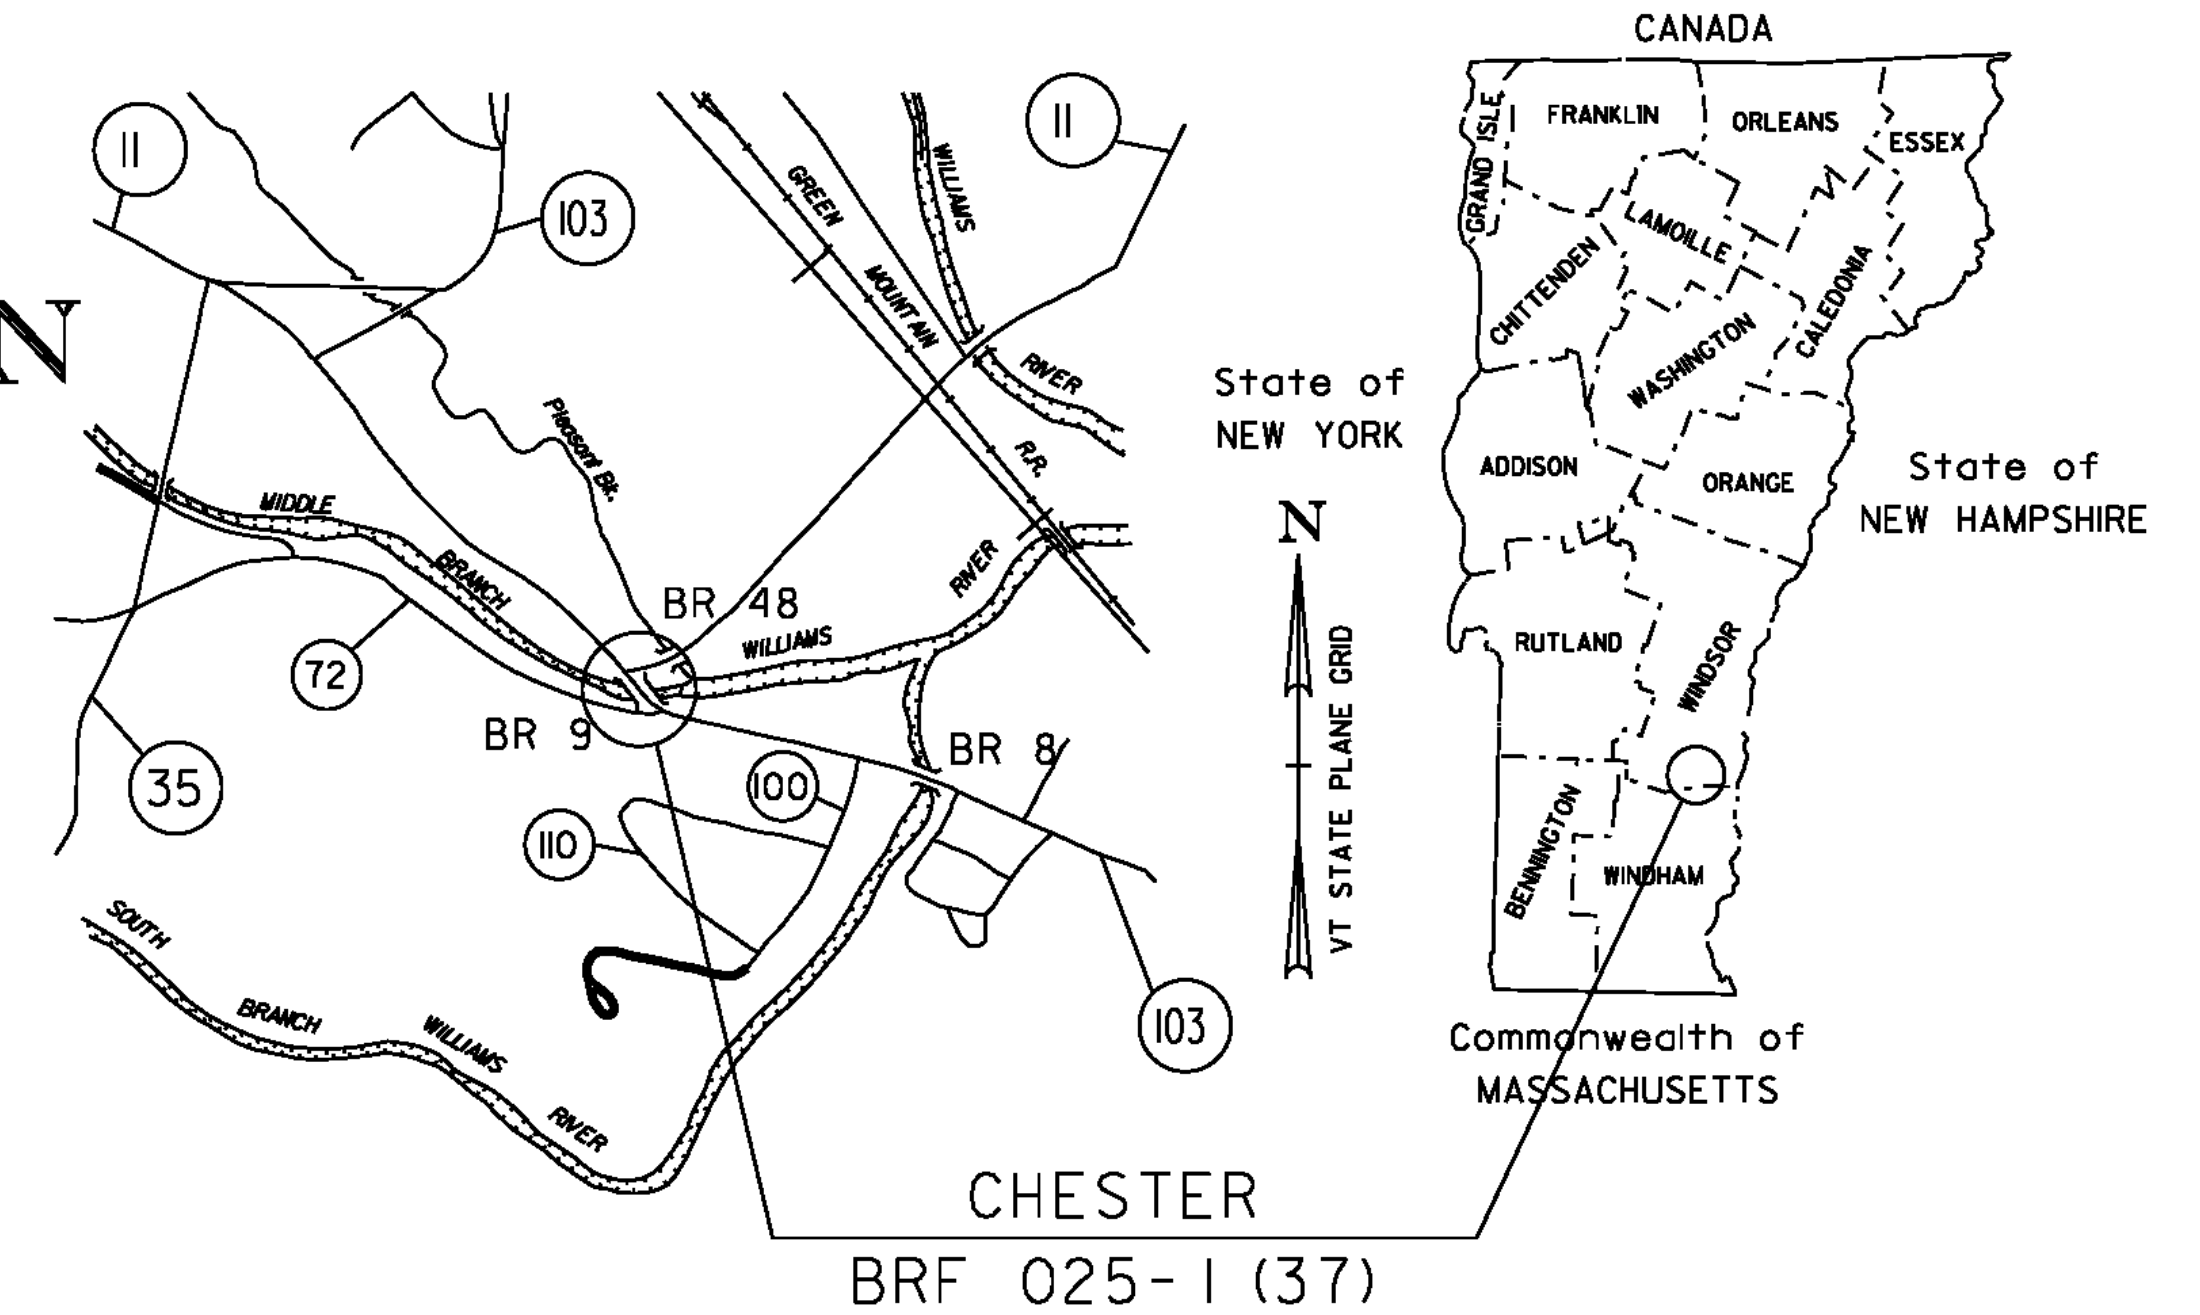 CANADA
FRANKLIN
ORLEANS
ESSEX
GRAND ISLE
LAMOILLE
CHITTENDEN
CALEDONIA
WASHINGTON
State of
NEW YORK
ADDISON
ORANGE
State of
NEW HAMPSHIRE
RUTLAND
WINDSOR
BENNINGTON
WINDHAM
Commonwealth of
MASSACHUSETTS
N
VT STATE PLANE GRID
11
103
11
N
GREEN
MOUNTAIN
R.R.
WILLIAMS
RIVER
Pleasant Bk.
MIDDLE
BRANCH
WILLIAMS
RIVER
BR 48
72
BR 9
BR 8
35
100
110
103
SOUTH
BRANCH
WILLIAMS
RIVER
CHESTER
BRF 025-1 (37)